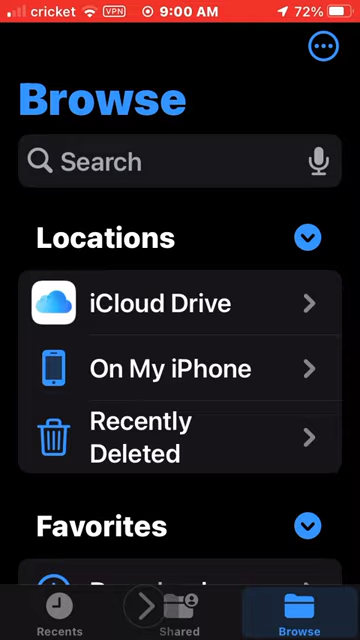 cricket VPN 9:00 AM 72%
Browse
Search
Locations
iCloud Drive
On My iPhone
Recently
Deleted
Favorites
Recents Shared Browse